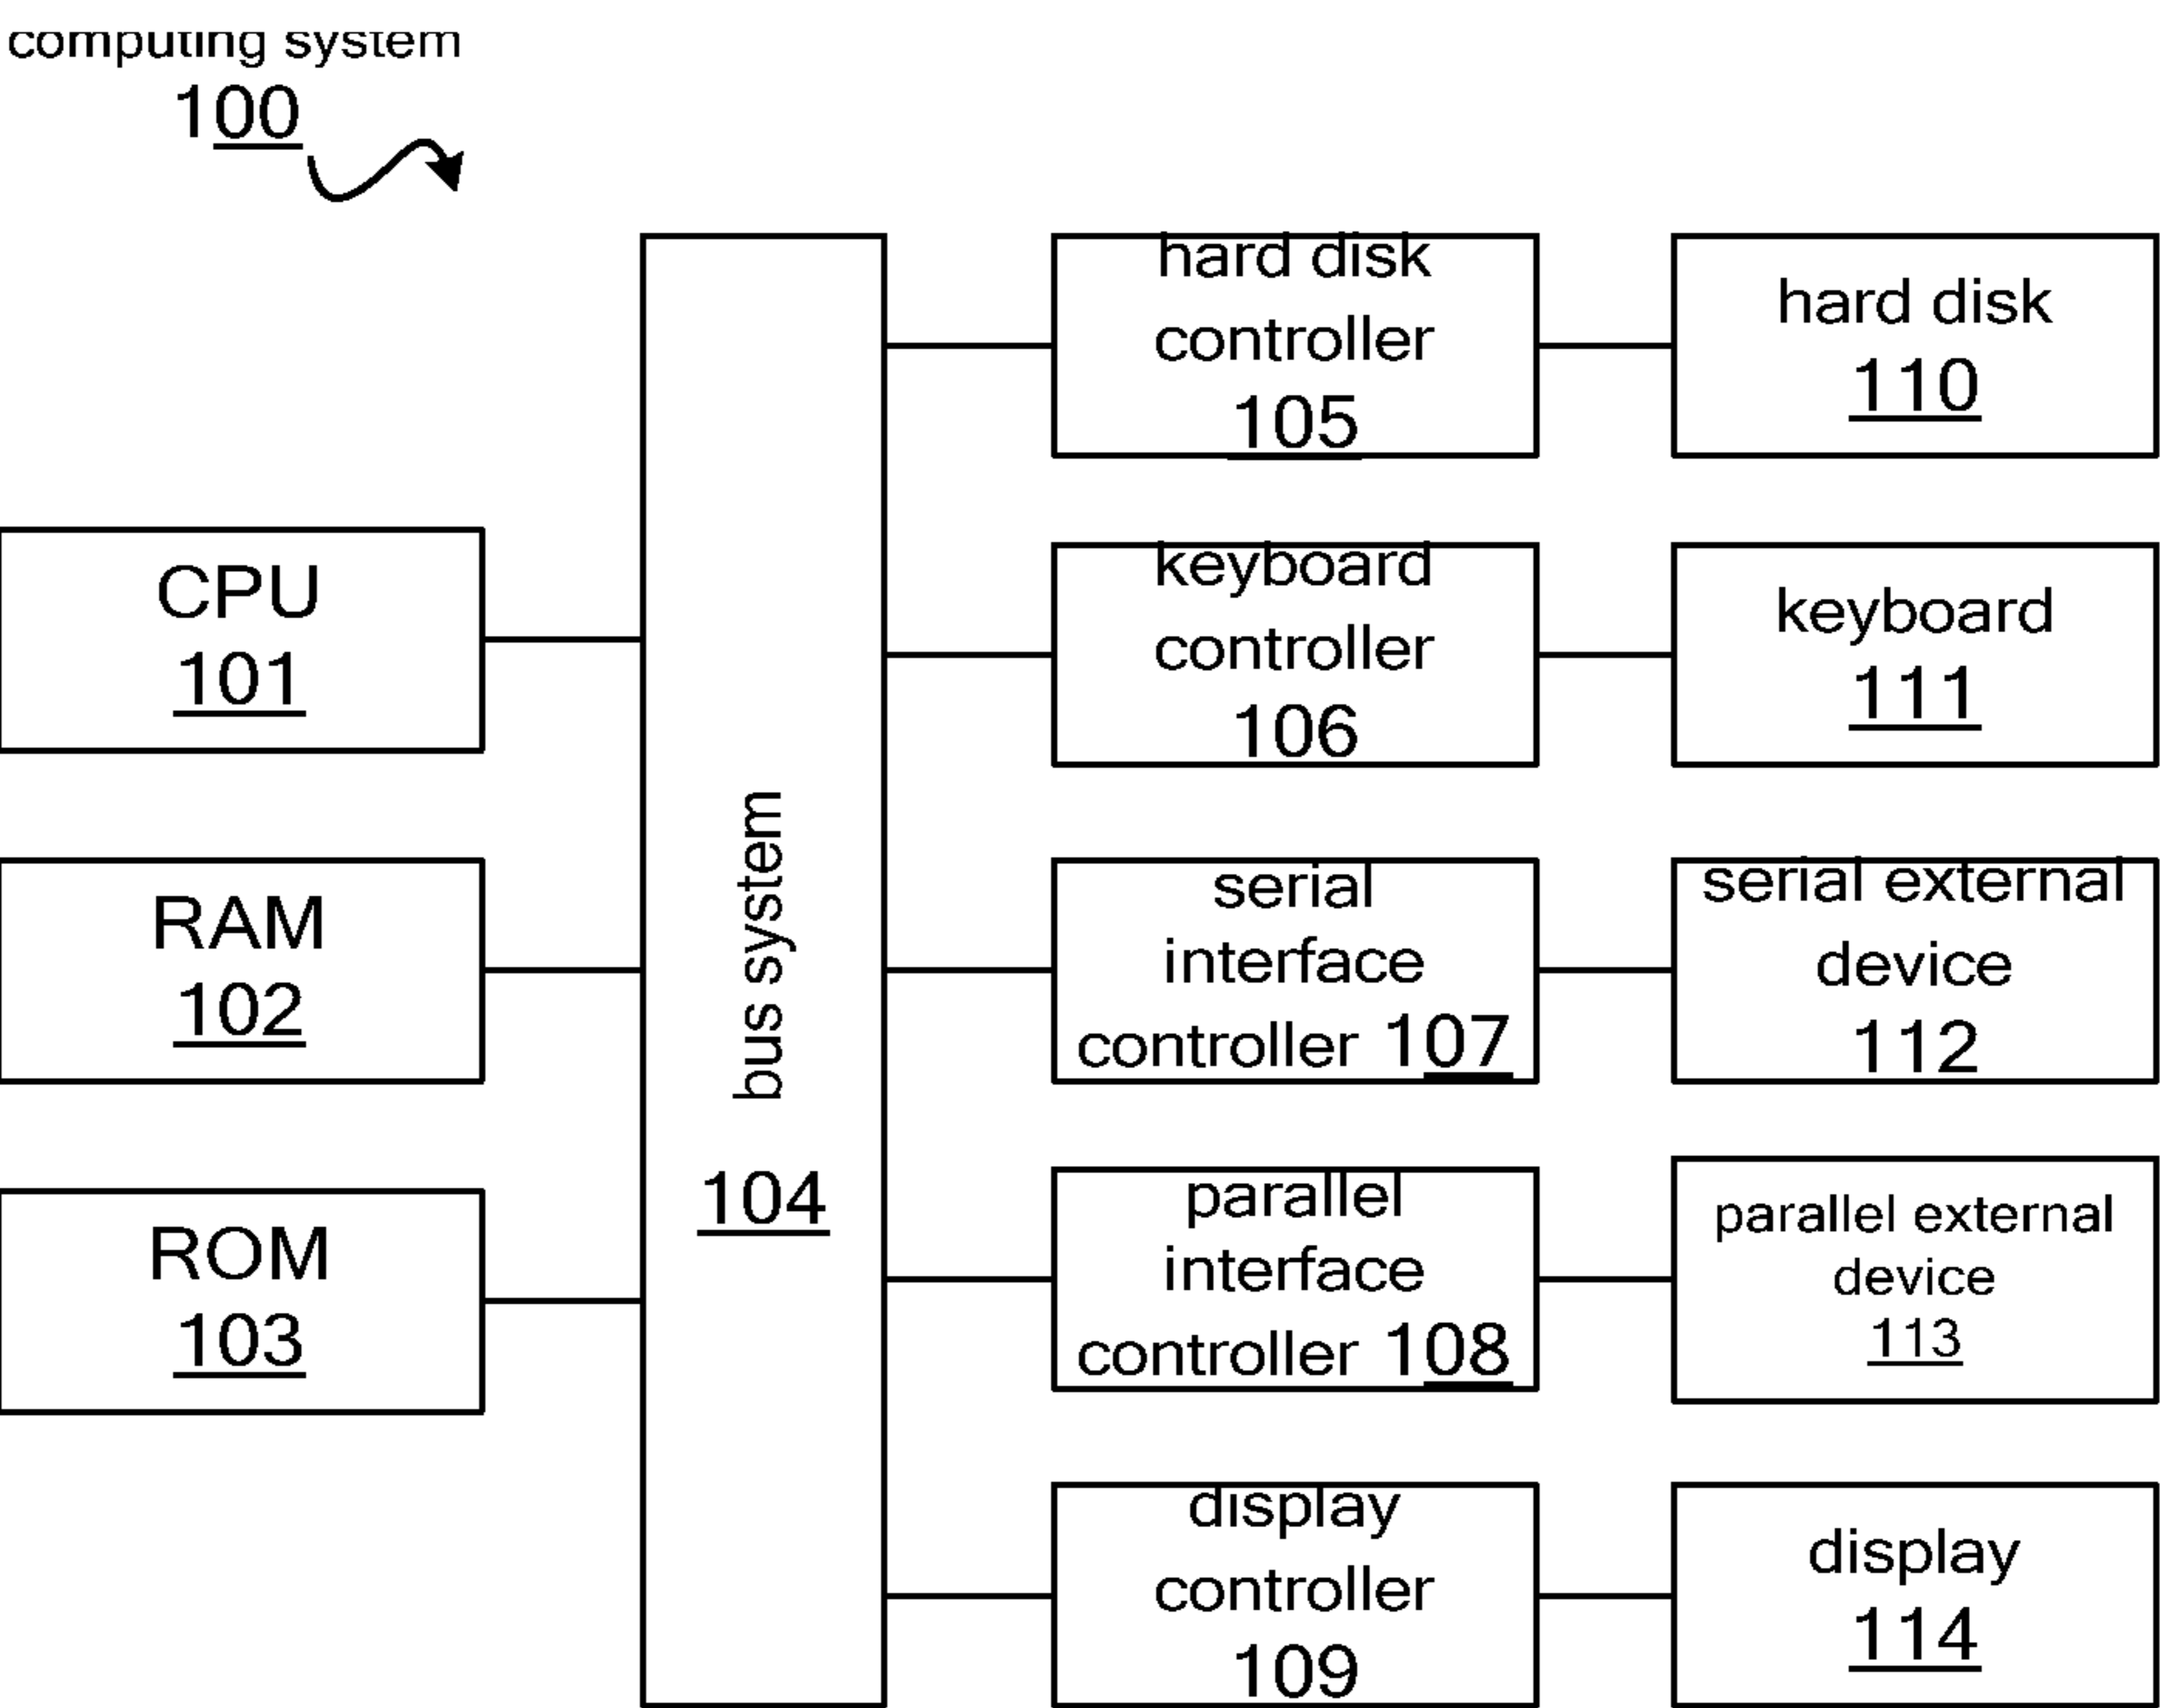 computing system
100
hard disk
controller
105
hard disk
110
CPU
101
keyboard
controller
106
keyboard
111
RAM
102
bus system
104
serial
interface
controller 107
serial external
device
112
ROM
103
parallel
interface
controller 108
parallel external
device
113
display
controller
109
display
114